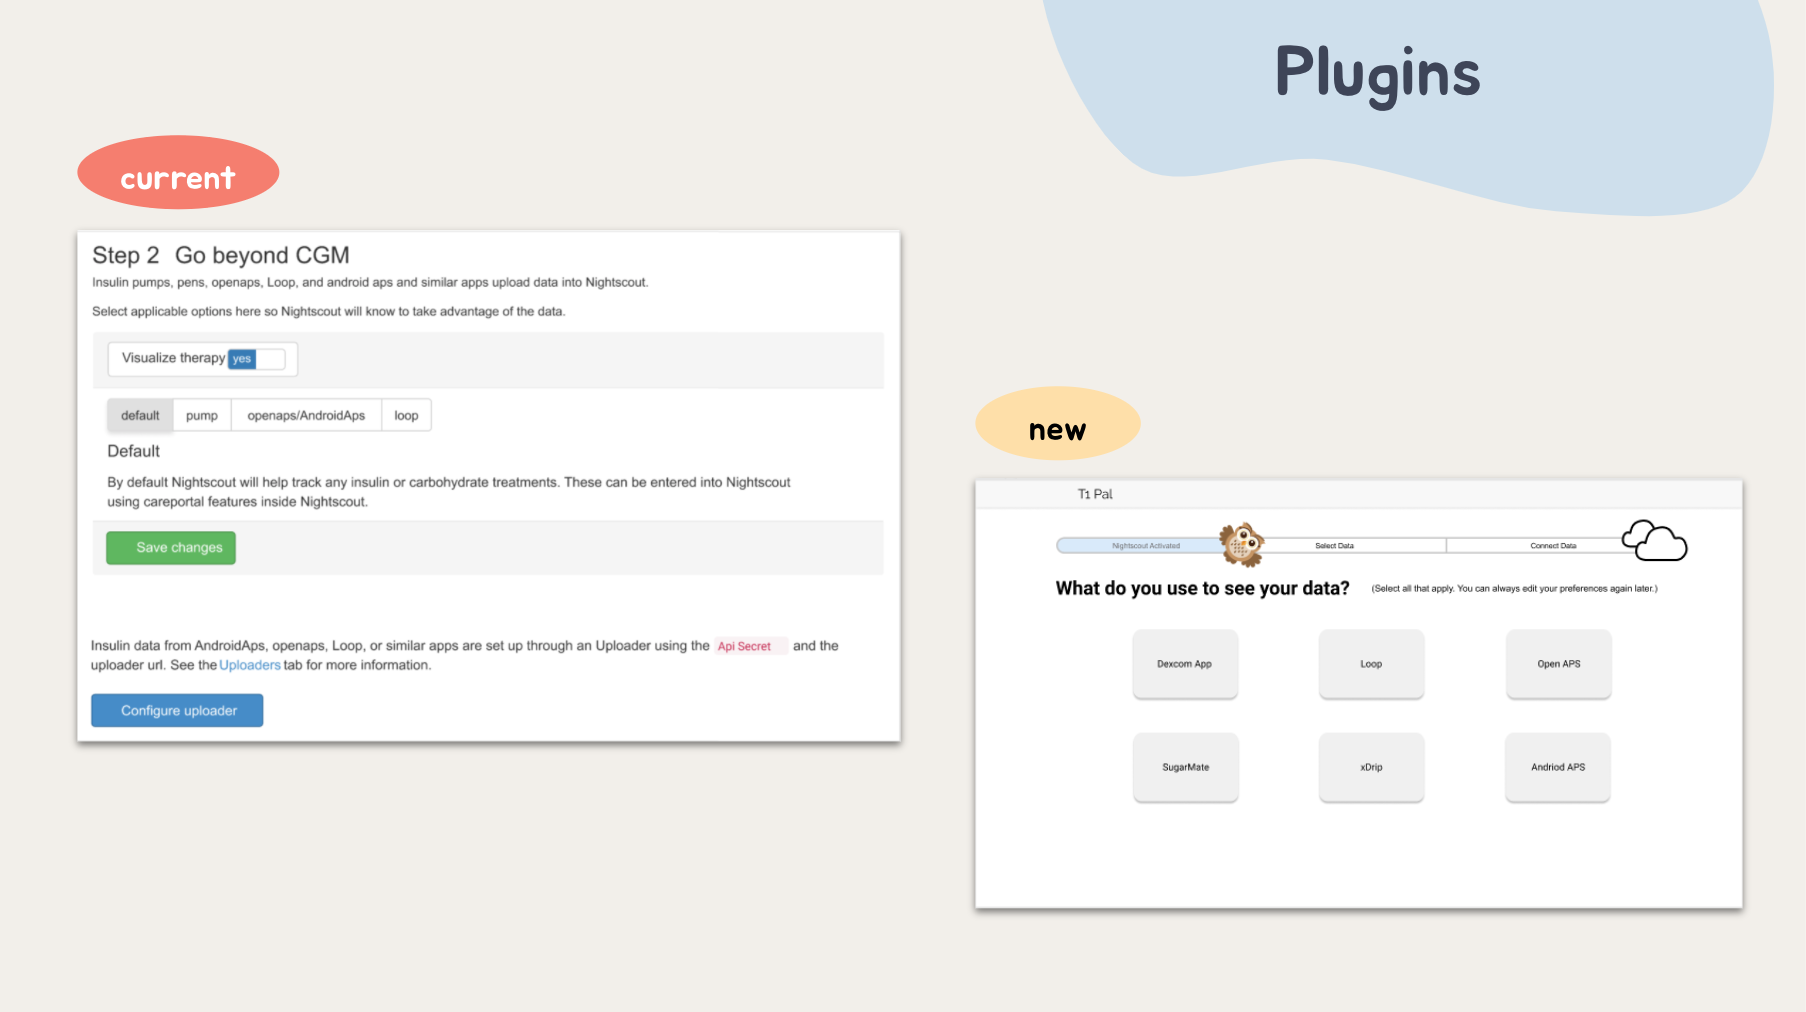 Plugins
current
Step 2 Go beyond CGM
Insulin pumps, pens, openaps, Loop, and android aps and similar apps upload data into Nightscout.
Select applicable options here so Nightscout will know to take advantage of the data.
Visualize therapy yes
default pump openaps/AndroidAps loop
Default
By default Nightscout will help track any insulin or carbohydrate treatments. These can be entered into Nightscout
using careportal features inside Nightscout.
Save changes
Insulin data from AndroidAps, openaps, Loop, or similar apps are set up through an Uploader using the Api Secret and the
uploader url. See the Uploaders tab for more information.
Configure uploader
new
T1 Pal
Nightscout Activated Select Data Connect Data
What do you use to see your data? (Select all that apply. You can always edit your preferences again later.)
Dexcom App Loop Open APS
SugarMate xDrip Andriod APS